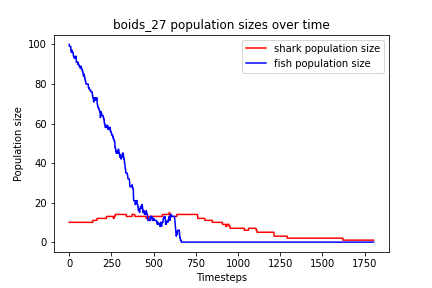 boids_27 population sizes over time
shark population size
fish population size
Population size
100
80
60
40
20
0
0 250 500 750 1000 1250 1500 1750
Timesteps